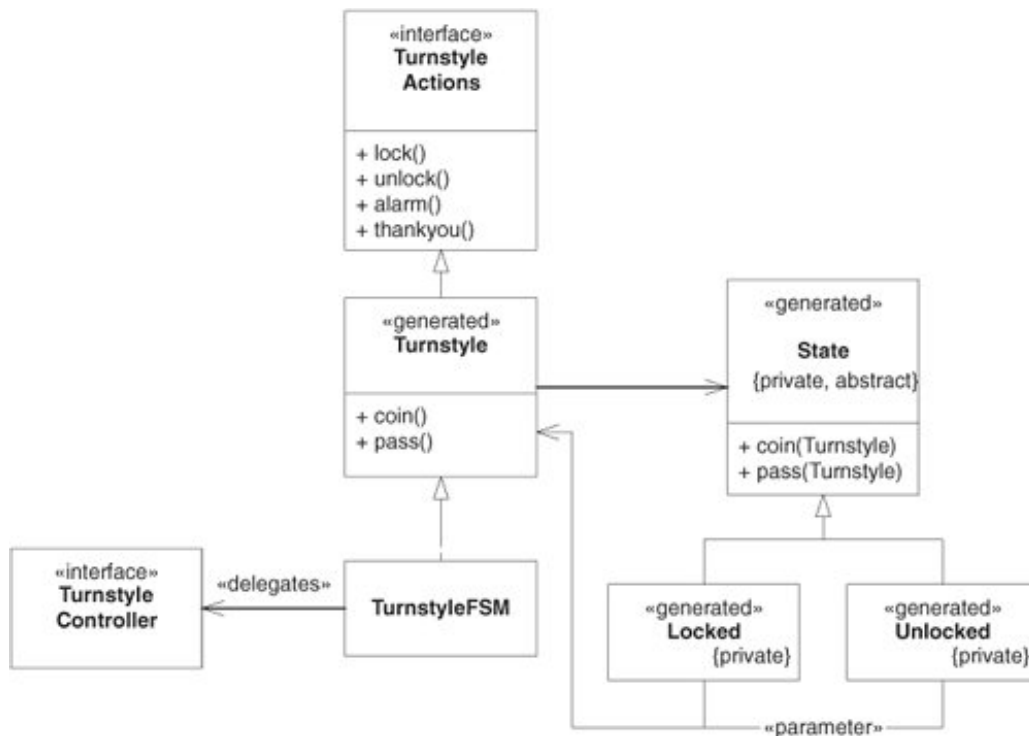 «interface»
Turnstyle
Actions
+ lock()
+ unlock()
+ alarm()
+ thankyou()
«generated»
Turnstyle
+ coin()
+ pass()
«generated»
State
{private, abstract}
+ coin(Turnstyle)
+ pass(Turnstyle)
«interface»
Turnstyle
Controller
«delegates»
TurnstyleFSM
«generated»
Locked
{private}
«generated»
Unlocked
{private}
«parameter»